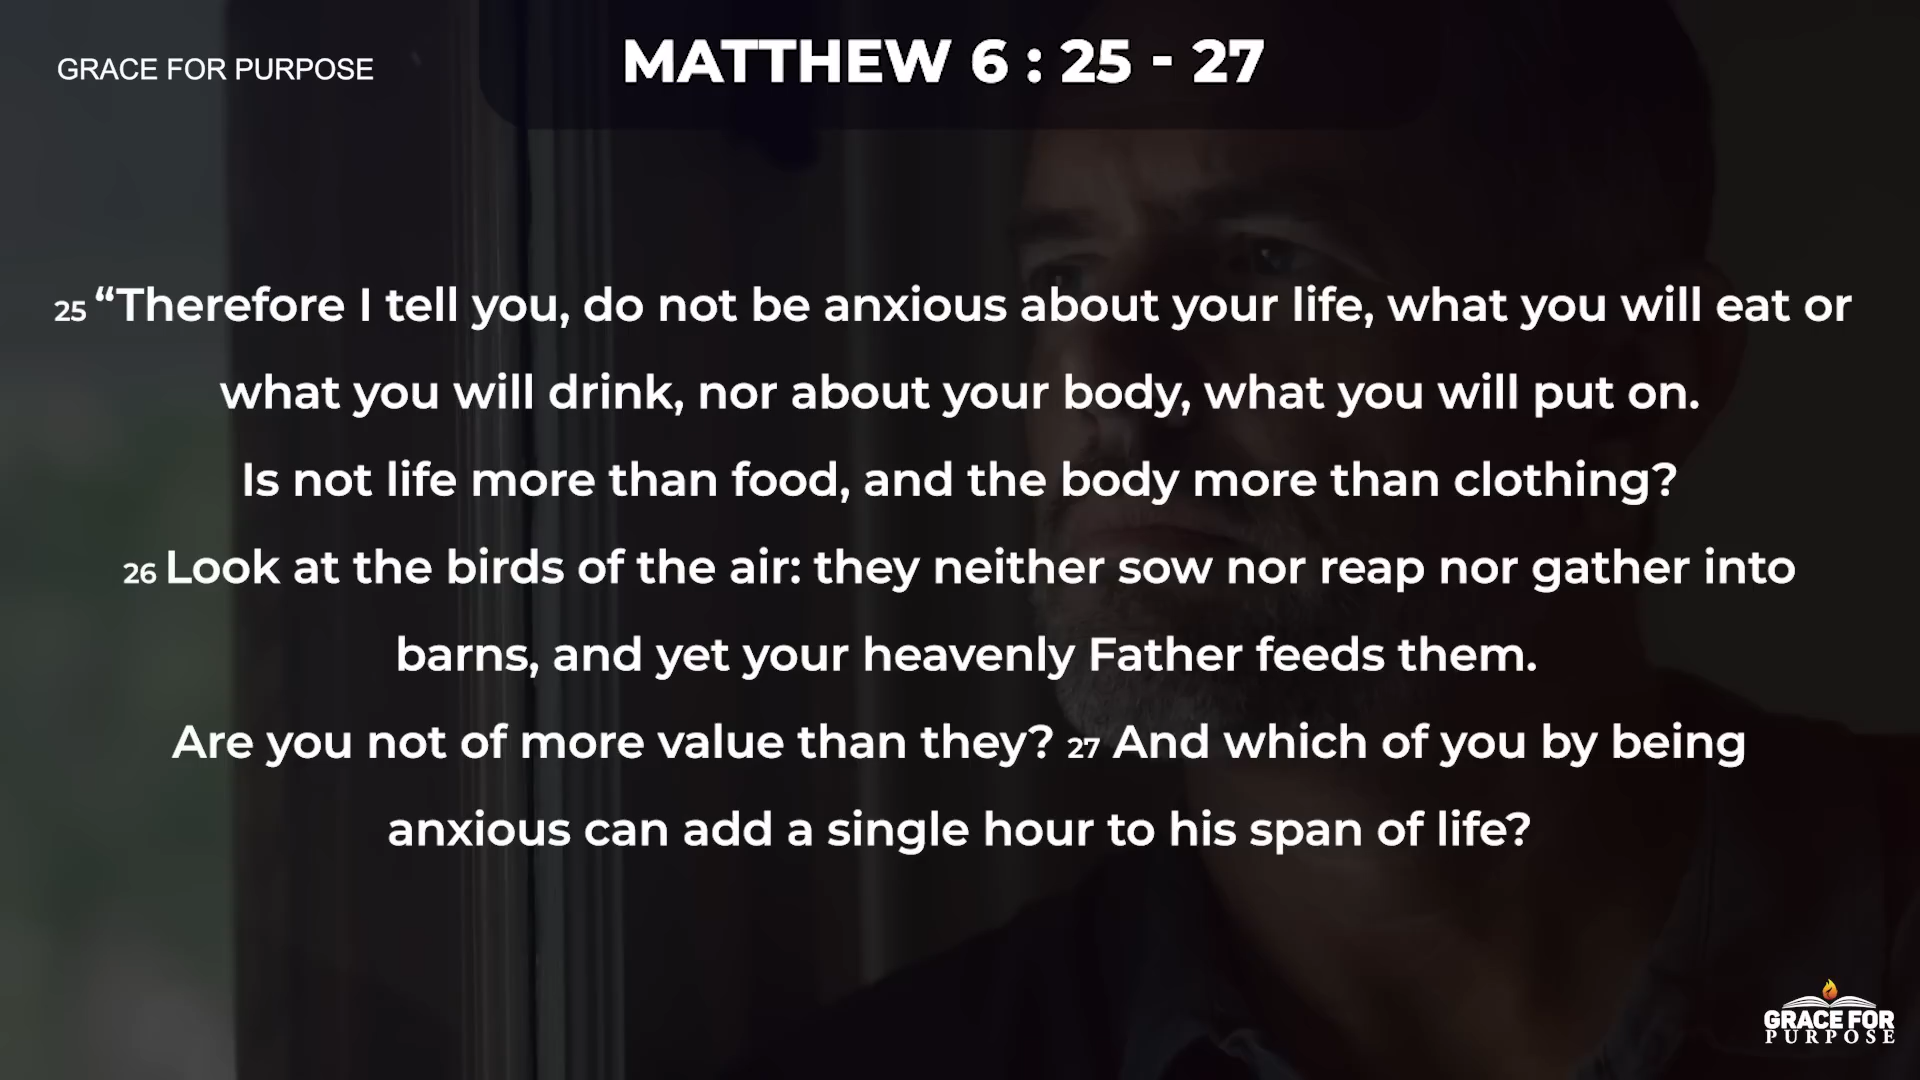 GRACE FOR PURPOSE
MATTHEW 6 : 25 - 27
25 “Therefore I tell you, do not be anxious about your life, what you will eat or
what you will drink, nor about your body, what you will put on.
Is not life more than food, and the body more than clothing?
26 Look at the birds of the air: they neither sow nor reap nor gather into
barns, and yet your heavenly Father feeds them.
Are you not of more value than they? 27 And which of you by being
anxious can add a single hour to his span of life?
GRACE FOR
PURPOSE